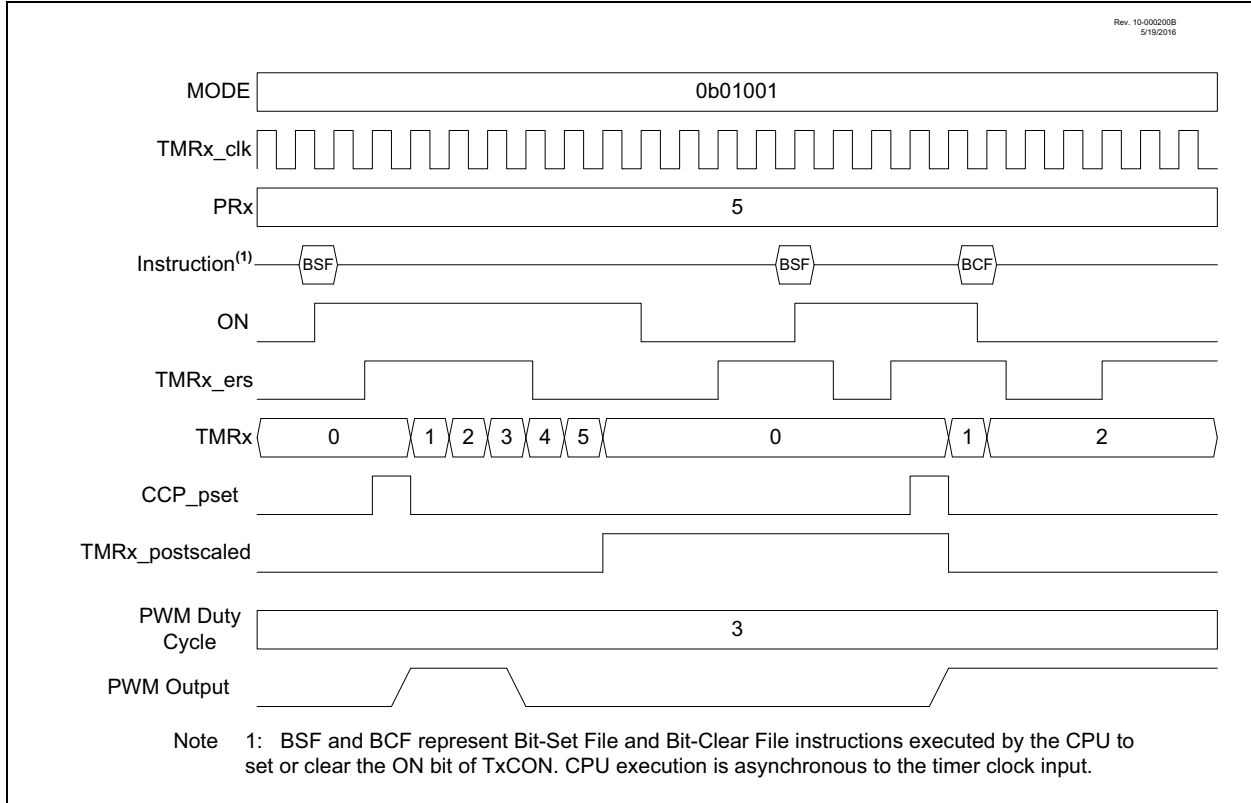 Rev. 10-000200B
5/19/2016
MODE 0b01001
TMRx_clk
PRx 5
Instruction(1) BSF BSF BCF
ON
TMRx_ers
TMRx 0 1 2 3 4 5 0 1 2
CCP_pset
TMRx_postscaled
PWM Duty
Cycle 3
PWM Output
Note 1: BSF and BCF represent Bit-Set File and Bit-Clear File instructions executed by the CPU to
set or clear the ON bit of TxCON. CPU execution is asynchronous to the timer clock input.